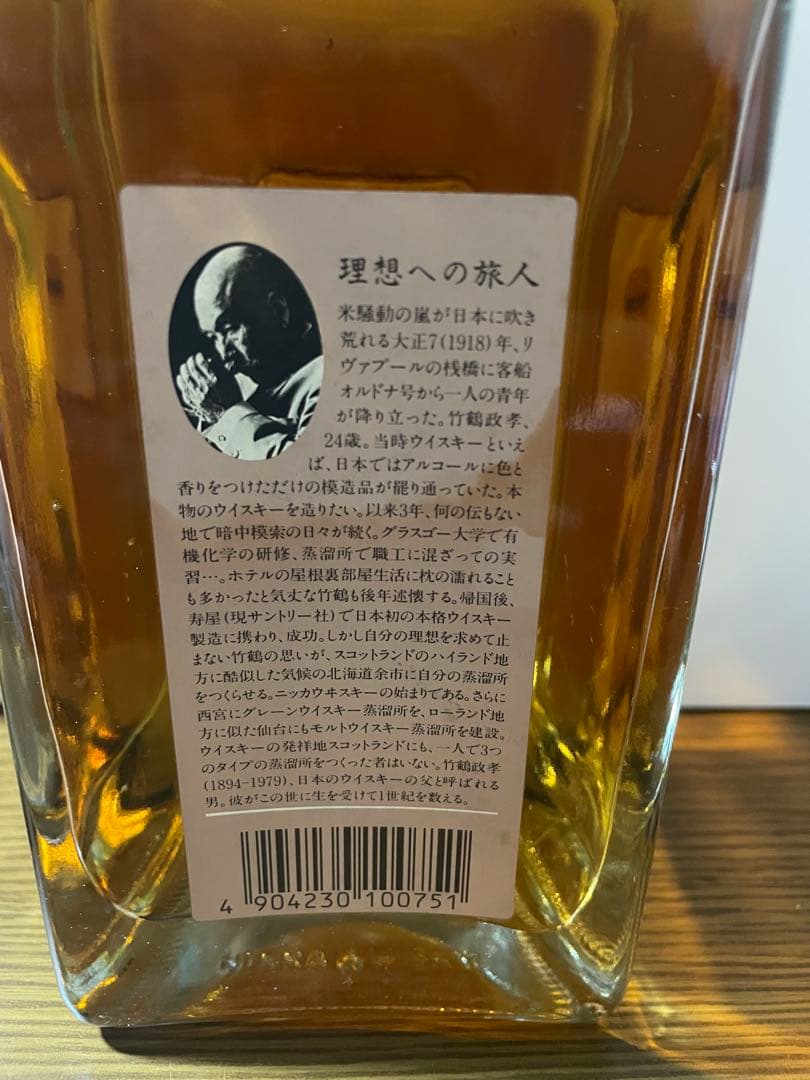 理想への旅人
米騒動の嵐が日本に吹き
荒れる大正7(1918)年、リ
ヴァプールの桟橋に客船
オルドナ号から一人の青年
が降り立った。竹鶴政孝、
24歳。当時ウイスキーといえ
ば、日本ではアルコールに色と
香りをつけただけの模造品が罷り通っていた。本
物のウイスキーを造りたい。以来3年、何の伝もない
地で暗中模索の日々が続く。グラスゴー大学で有
機化学の研修、蒸溜所で職工に混ざっての実
習…。ホテルの屋根裏部屋生活に枕の濡れること
も多かったと気丈な竹鶴も後年述懐する。帰国後、
寿屋(現サントリー社)で日本初の本格ウイスキー
製造に携わり、成功。しかし自分の理想を求めて止
まない竹鶴の思いが、スコットランドのハイランド地
方に酷似した気候の北海道余市に自分の蒸溜所
をつくらせる。ニッカウヰスキーの始まりである。さらに
西宮にグレーンウイスキー蒸溜所を、ローランド地
方に似た仙台にもモルトウイスキー蒸溜所を建設。
ウイスキーの発祥地スコットランドにも、一人で3つ
のタイプの蒸溜所をつくった者はいない。竹鶴政孝
(1894-1979)、日本のウイスキーの父と呼ばれる
男。彼がこの世に生を受けて1世紀を数える。
4 904230 100751